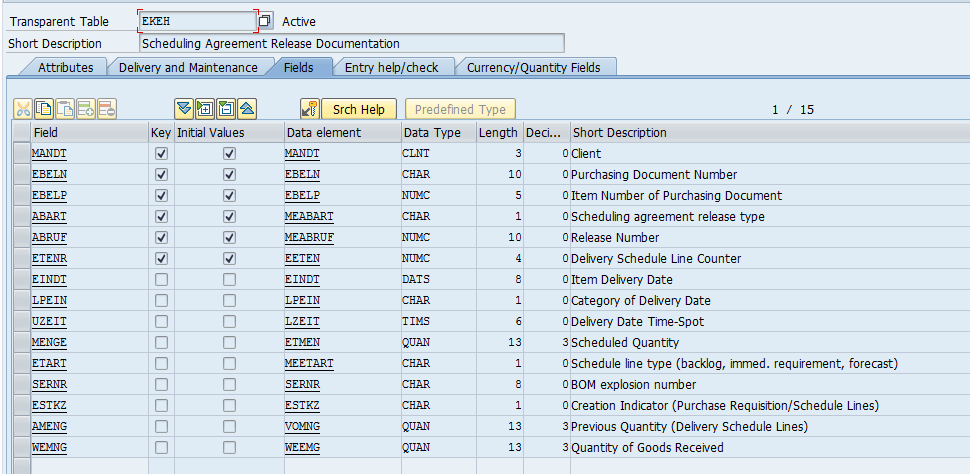 Transparent Table EKEH Active
Short Description Scheduling Agreement Release Documentation
Attributes Delivery and Maintenance Fields Entry help/check Currency/Quantity Fields
Srch Help Predefined Type 1 / 15
Field Key Initial Values Data element Data Type Length Deci... Short Description
MANDT MANDT CLNT 3 0 Client
EBELN EBELN CHAR 10 0 Purchasing Document Number
EBELP EBELP NUMC 5 0 Item Number of Purchasing Document
ABART MEABART CHAR 1 0 Scheduling agreement release type
ABRUF MEABRUF NUMC 10 0 Release Number
ETENR EETEN NUMC 4 0 Delivery Schedule Line Counter
EINDT EINDT DATS 8 0 Item Delivery Date
LPEIN LPEIN CHAR 1 0 Category of Delivery Date
UZEIT LZEIT TIMS 6 0 Delivery Date Time-Spot
MENGE ETMEN QUAN 13 3 Scheduled Quantity
ETART MEETART CHAR 1 0 Schedule line type (backlog, immed. requirement, forecast)
SERNR SERNR CHAR 8 0 BOM explosion number
ESTKZ ESTKZ CHAR 1 0 Creation Indicator (Purchase Requisition/Schedule Lines)
AMENG VOMNG QUAN 13 3 Previous Quantity (Delivery Schedule Lines)
WEMNG WEEMG QUAN 13 3 Quantity of Goods Received